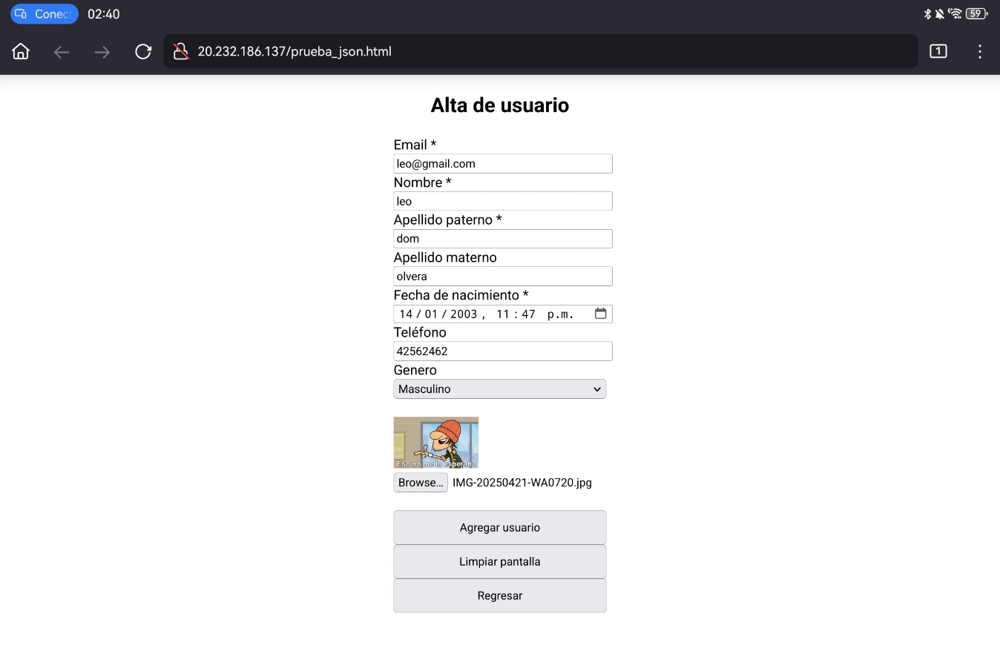 Conec
02:40
59
20.232.186.137/prueba_json.html
1
Alta de usuario
Email *
leo@gmail.com
Nombre *
leo
Apellido paterno *
dom
Apellido materno
olvera
Fecha de nacimiento *
14/01/2003, 11:47 p.m.
Teléfono
42562462
Genero
Masculino
Eso no me lo esperaba
Browse... IMG-20250421-WA0720.jpg
Agregar usuario
Limpiar pantalla
Regresar